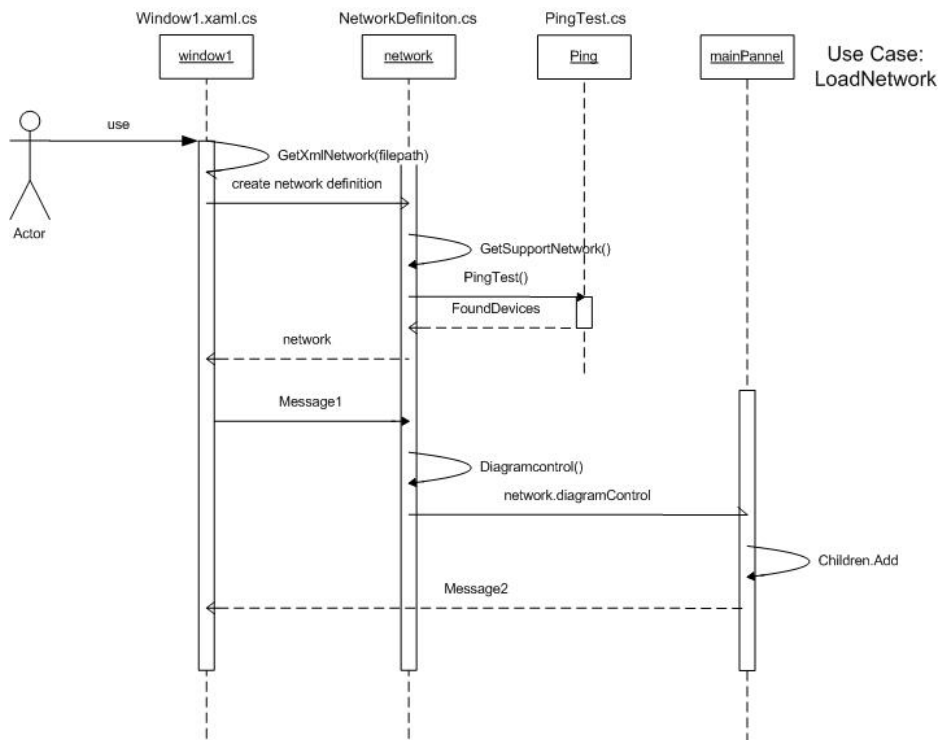 Window1.xaml.cs
NetworkDefiniton.cs
PingTest.cs
window1
network
Ping
mainPannel
Use Case:
LoadNetwork
use
GetXmlNetwork(filepath)
create network definition
Actor
GetSupportNetwork()
PingTest()
FoundDevices
network
Message1
Diagramcontrol()
network.diagramControl
Children.Add
Message2